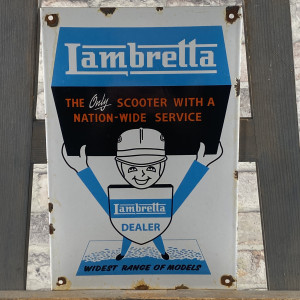 Lambretta
THE Only SCOOTER WITH A
NATION-WIDE SERVICE
Lambretta
DEALER
WIDEST RANGE OF MODELS